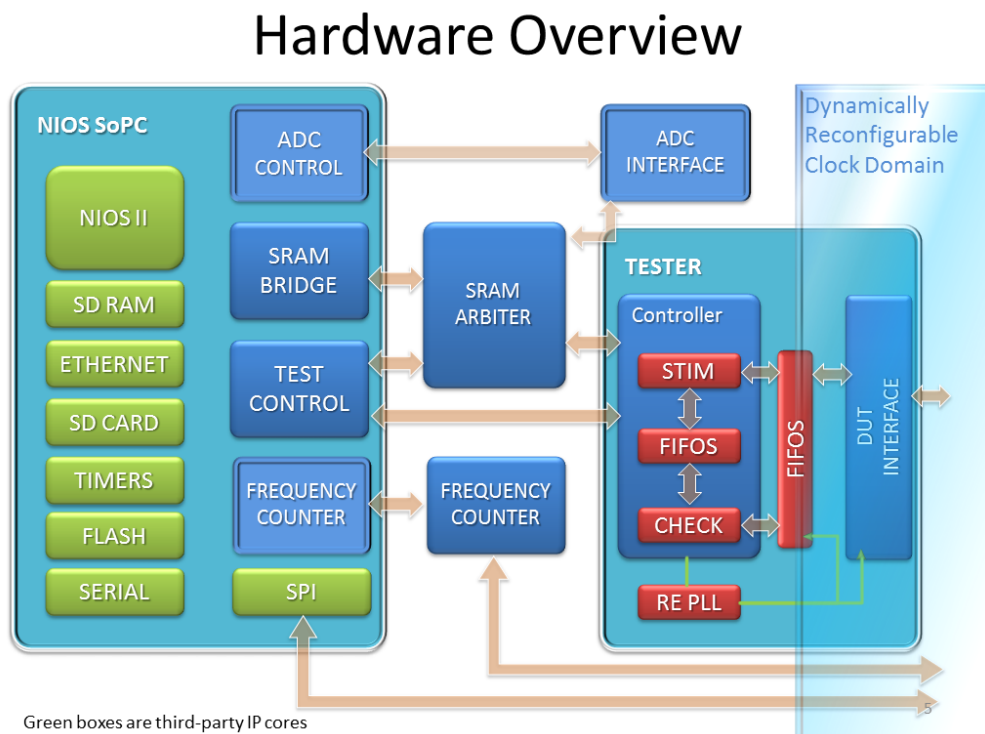 Hardware Overview
NIOS SoPC
NIOS II
SD RAM
ETHERNET
SD CARD
TIMERS
FLASH
SERIAL
ADC
CONTROL
SRAM
BRIDGE
TEST
CONTROL
FREQUENCY
COUNTER
SPI
SRAM
ARBITER
FREQUENCY
COUNTER
ADC
INTERFACE
Dynamically
Reconfigurable
Clock Domain
TESTER
Controller
STIM
FIFOS
CHECK
RE PLL
FIFOS
DUT
INTERFACE
5
Green boxes are third-party IP cores